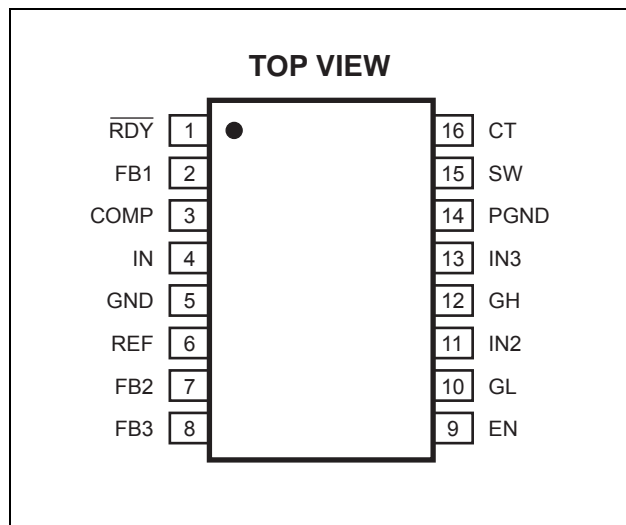 TOP VIEW
RDY 1 16 CT
FB1 2 15 SW
COMP 3 14 PGND
IN 4 13 IN3
GND 5 12 GH
REF 6 11 IN2
FB2 7 10 GL
FB3 8 9 EN